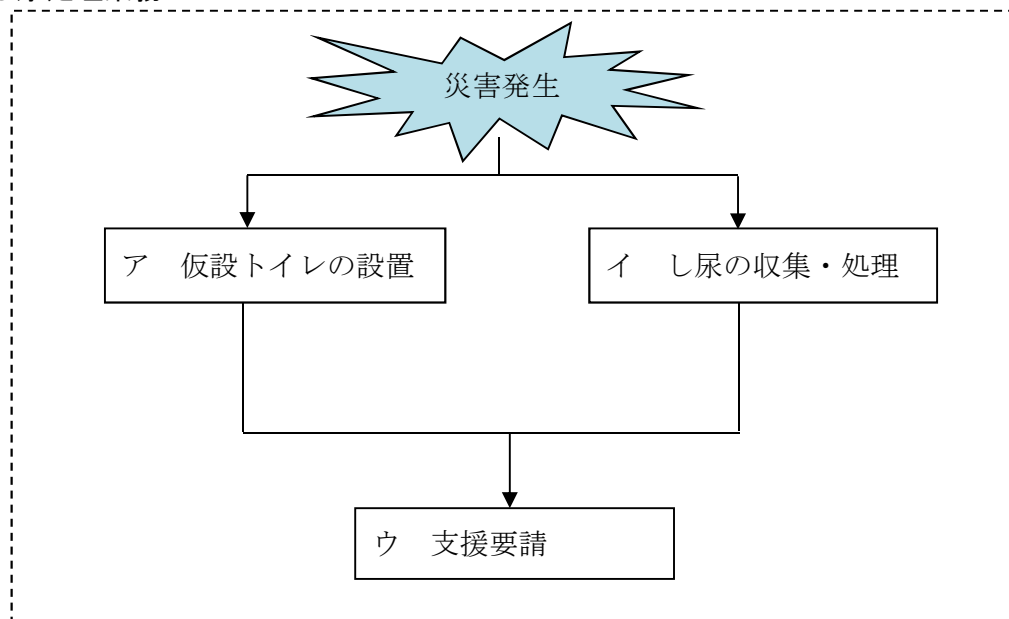 災害発生
ア　仮設トイレの設置
イ　し尿の収集・処理
ウ　支援要請